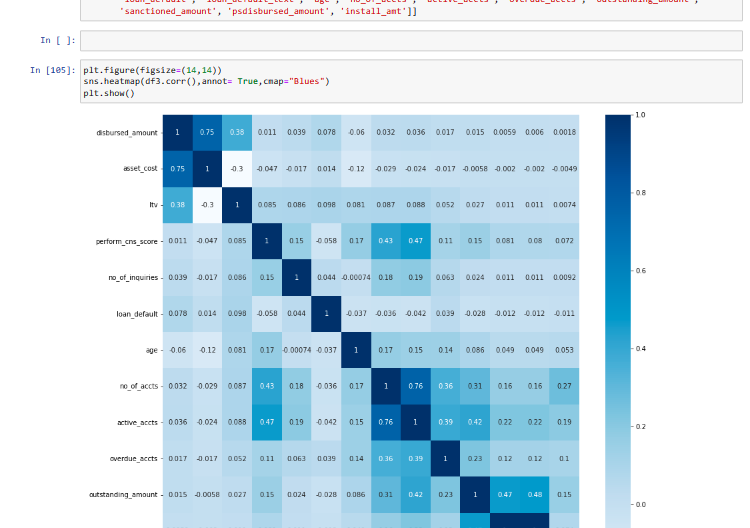 'sanctioned_amount', 'psdisbursed_amount', 'install_amt']]
In [ ]:
In [105]: plt.figure(figsize=(14,14))
sns.heatmap(df3.corr(),annot= True,cmap="Blues")
plt.show()
disbursed_amount 1 0.75 0.38 0.011 0.039 0.078 -0.06 0.032 0.036 0.017 0.015 0.0059 0.006 0.0018 1.0
asset_cost 0.75 1 -0.3 -0.047 -0.017 0.014 -0.12 -0.029 -0.024 -0.017 -0.0058 -0.002 -0.002 -0.0049
0.8
ltv 0.38 -0.3 1 0.085 0.086 0.098 0.081 0.087 0.088 0.052 0.027 0.011 0.011 0.0074
perform_cns_score 0.011 -0.047 0.085 1 0.15 -0.058 0.17 0.43 0.47 0.11 0.15 0.081 0.08 0.072
0.6
no_of_inquiries 0.039 -0.017 0.086 0.15 1 0.044 -0.00074 0.18 0.19 0.063 0.024 0.011 0.011 0.0092
loan_default 0.078 0.014 0.098 -0.058 0.044 1 -0.037 -0.036 -0.042 0.039 -0.028 -0.012 -0.012 -0.011
age -0.06 -0.12 0.081 0.17 -0.00074 -0.037 1 0.17 0.15 0.14 0.086 0.049 0.049 0.053
0.4
no_of_accts 0.032 -0.029 0.087 0.43 0.18 -0.036 0.17 1 0.76 0.36 0.31 0.16 0.16 0.27
active_accts 0.036 -0.024 0.088 0.47 0.19 -0.042 0.15 0.76 1 0.39 0.42 0.22 0.22 0.19
0.2
overdue_accts 0.017 -0.017 0.052 0.11 0.063 0.039 0.14 0.36 0.39 1 0.23 0.12 0.12 0.1
outstanding_amount 0.015 -0.0058 0.027 0.15 0.024 -0.028 0.086 0.31 0.42 0.23 1 0.47 0.48 0.15
0.0